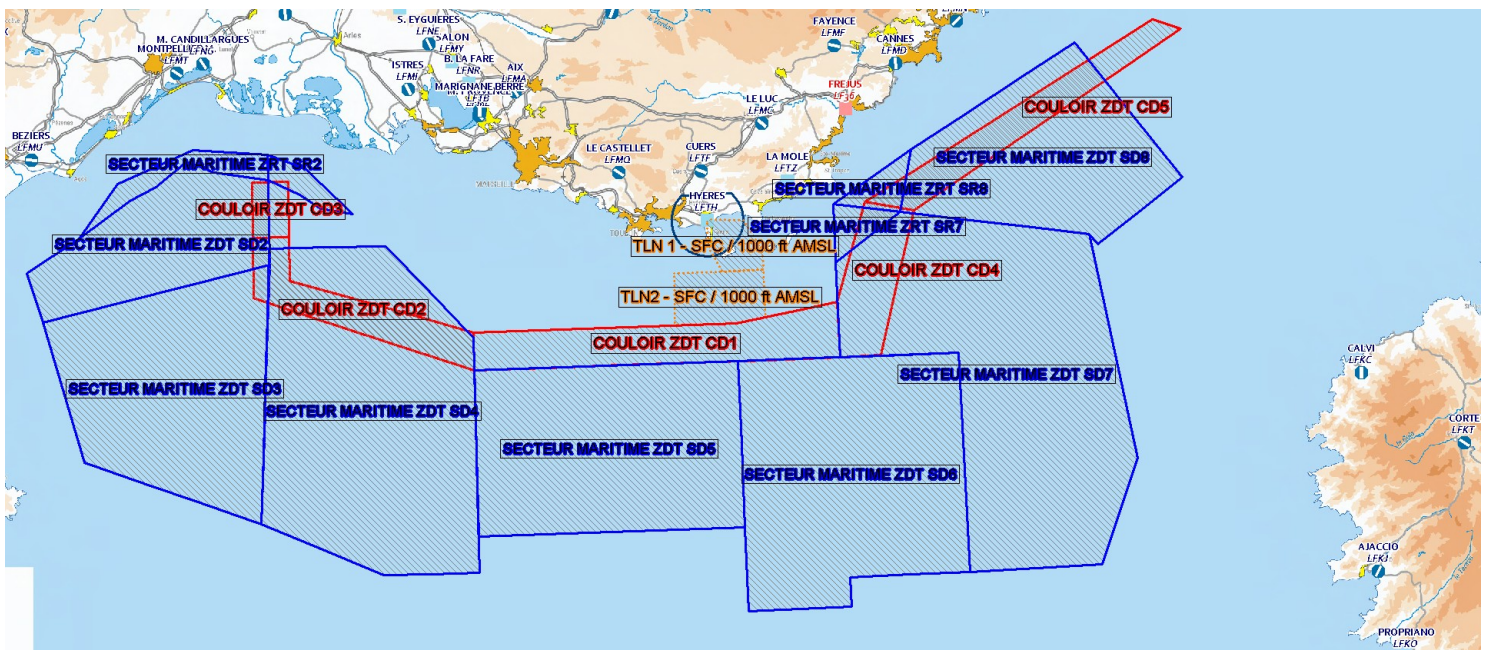 S. EYGUIERES
LFNE
FAYENCE
LFMF
M. CANDILLARGUES
LFNG
SALON
LFMY
CANNES
LFMD
MONTPELL
LFMT
B. LA FARE
LFNR
ISTRES
LFMI
AIX
LFMA
MARIGNANE BERRE
LFTB
FREJUS
LE LUC
LFMC
BEZIERS
LFMU
LE CASTELLET
LFMQ
CUERS
LFTF
LA MOLE
LFTZ
SECTEUR MARITIME ZRT SR2
SECTEUR MARITIME ZDT SD8
COULOIR ZDT CD5
SECTEUR MARITIME ZRT SR8
HYERES
LFTH
COULOIR ZDT CD3
SECTEUR MARITIME ZRT SR7
SECTEUR MARITIME ZDT SD2
TLN 1 - SFC / 1000 ft AMSL
COULOIR ZDT CD4
TLN2 - SFC / 1000 ft AMSL
COULOIR ZDT CD2
COULOIR ZDT CD1
CALVI
LFKC
SECTEUR MARITIME ZDT SD7
SECTEUR MARITIME ZDT SD3
SECTEUR MARITIME ZDT SD4
CORTE
LFKT
SECTEUR MARITIME ZDT SD5
SECTEUR MARITIME ZDT SD6
AJACCIO
LFKJ
PROPRIANO
LFKO